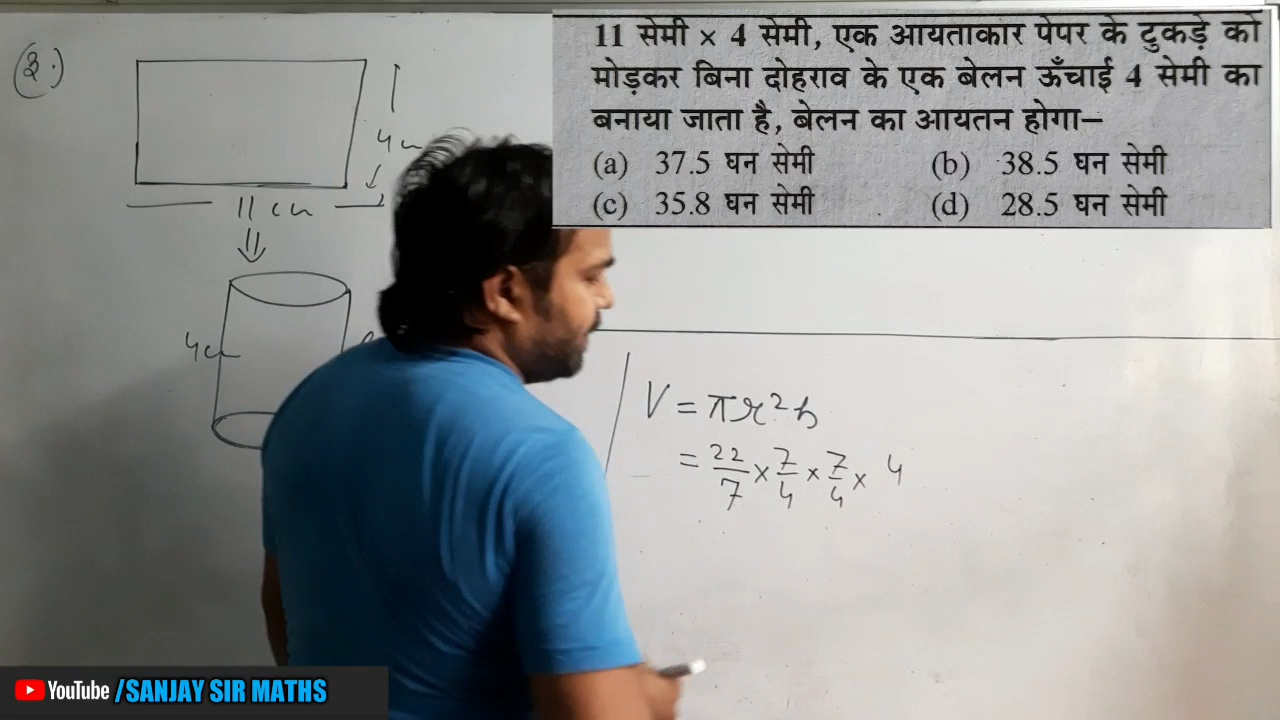 11 सेमी × 4 सेमी, एक आयताकार पेपर के टुकड़े को
मोड़कर बिना दोहराव के एक बेलन ऊँचाई 4 सेमी का
बनाया जाता है, बेलन का आयतन होगा–
(a) 37.5 घन सेमी (b) 38.5 घन सेमी
(c) 35.8 घन सेमी (d) 28.5 घन सेमी
(३.)
4cm
11 cm
4cm
V = πr²h
= 22/7 × 7/4 × 7/4 × 4
YouTube /SANJAY SIR MATHS